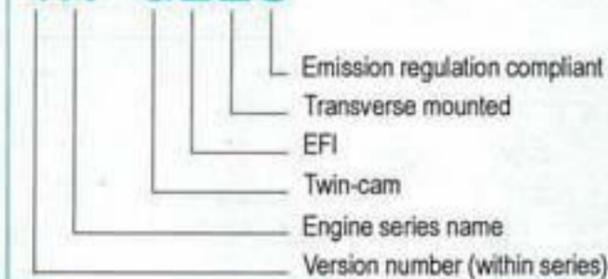 Emission regulation compliant
Transverse mounted
EFI
Twin-cam
Engine series name
Version number (within series)